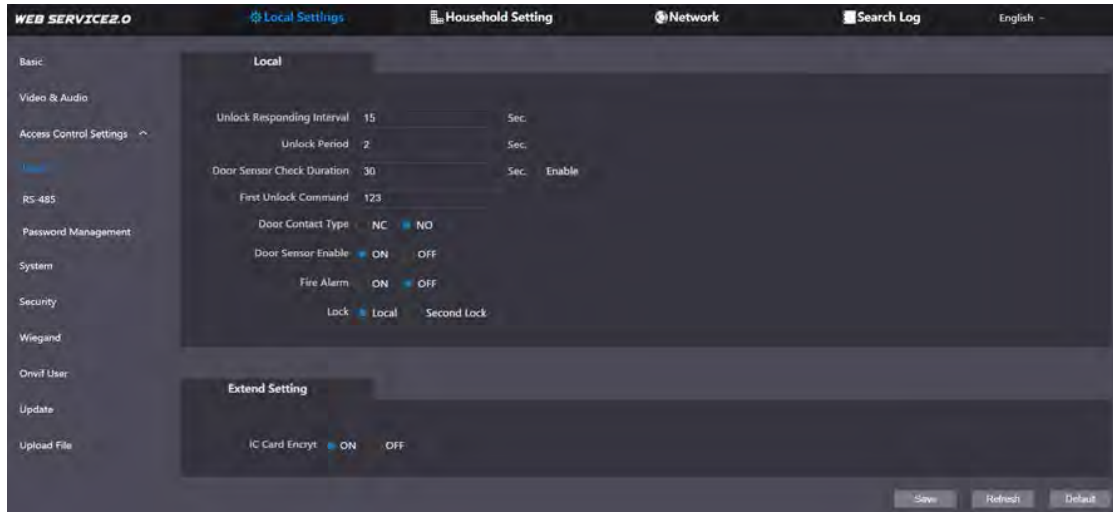 WEB SERVICE2.0
Local Settings
Household Setting
Network
Search Log
English
Basic
Video & Audio
Access Control Settings
Local
RS-485
Password Management
System
Security
Wiegand
Onvif User
Update
Upload File
Local
Unlock Responding Interval 15 Sec.
Unlock Period 2 Sec.
Door Sensor Check Duration 30 Sec. Enable
First Unlock Command 123
Door Contact Type NC NO
Door Sensor Enable ON OFF
Fire Alarm ON OFF
Lock Local Second Lock
Extend Setting
IC Card Encryt ON OFF
Save Refresh Default